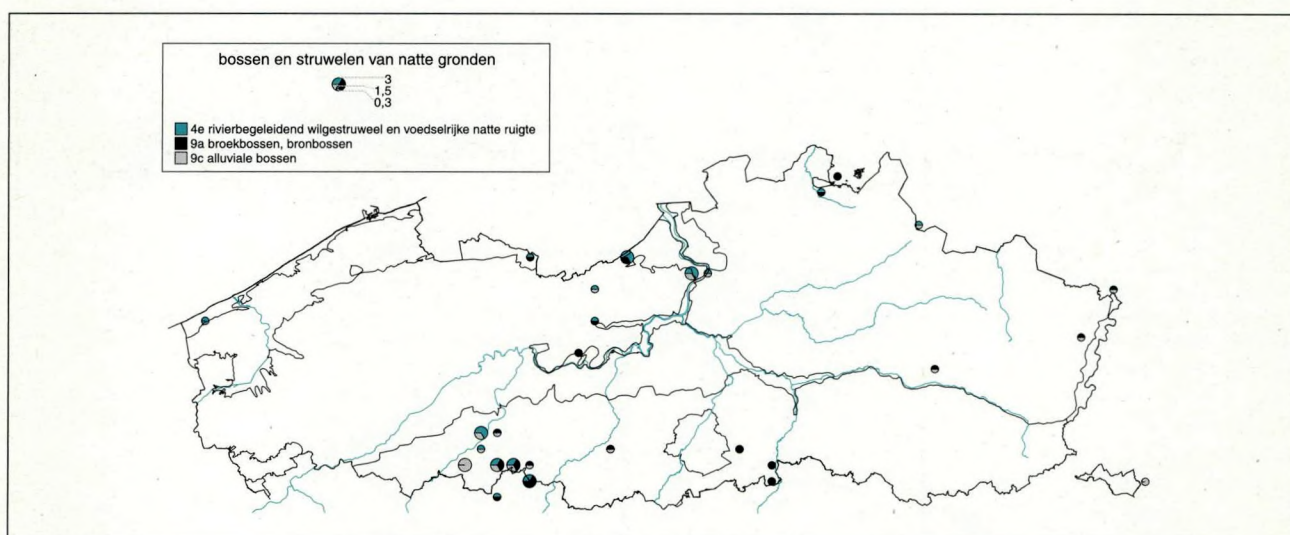 bossen en struwelen van natte gronden
3
1,5
0,3
4e rivierbegeleidend wilgestruweel en voedselrijke natte ruigte
9a broekbossen, bronbossen
9c alluviale bossen